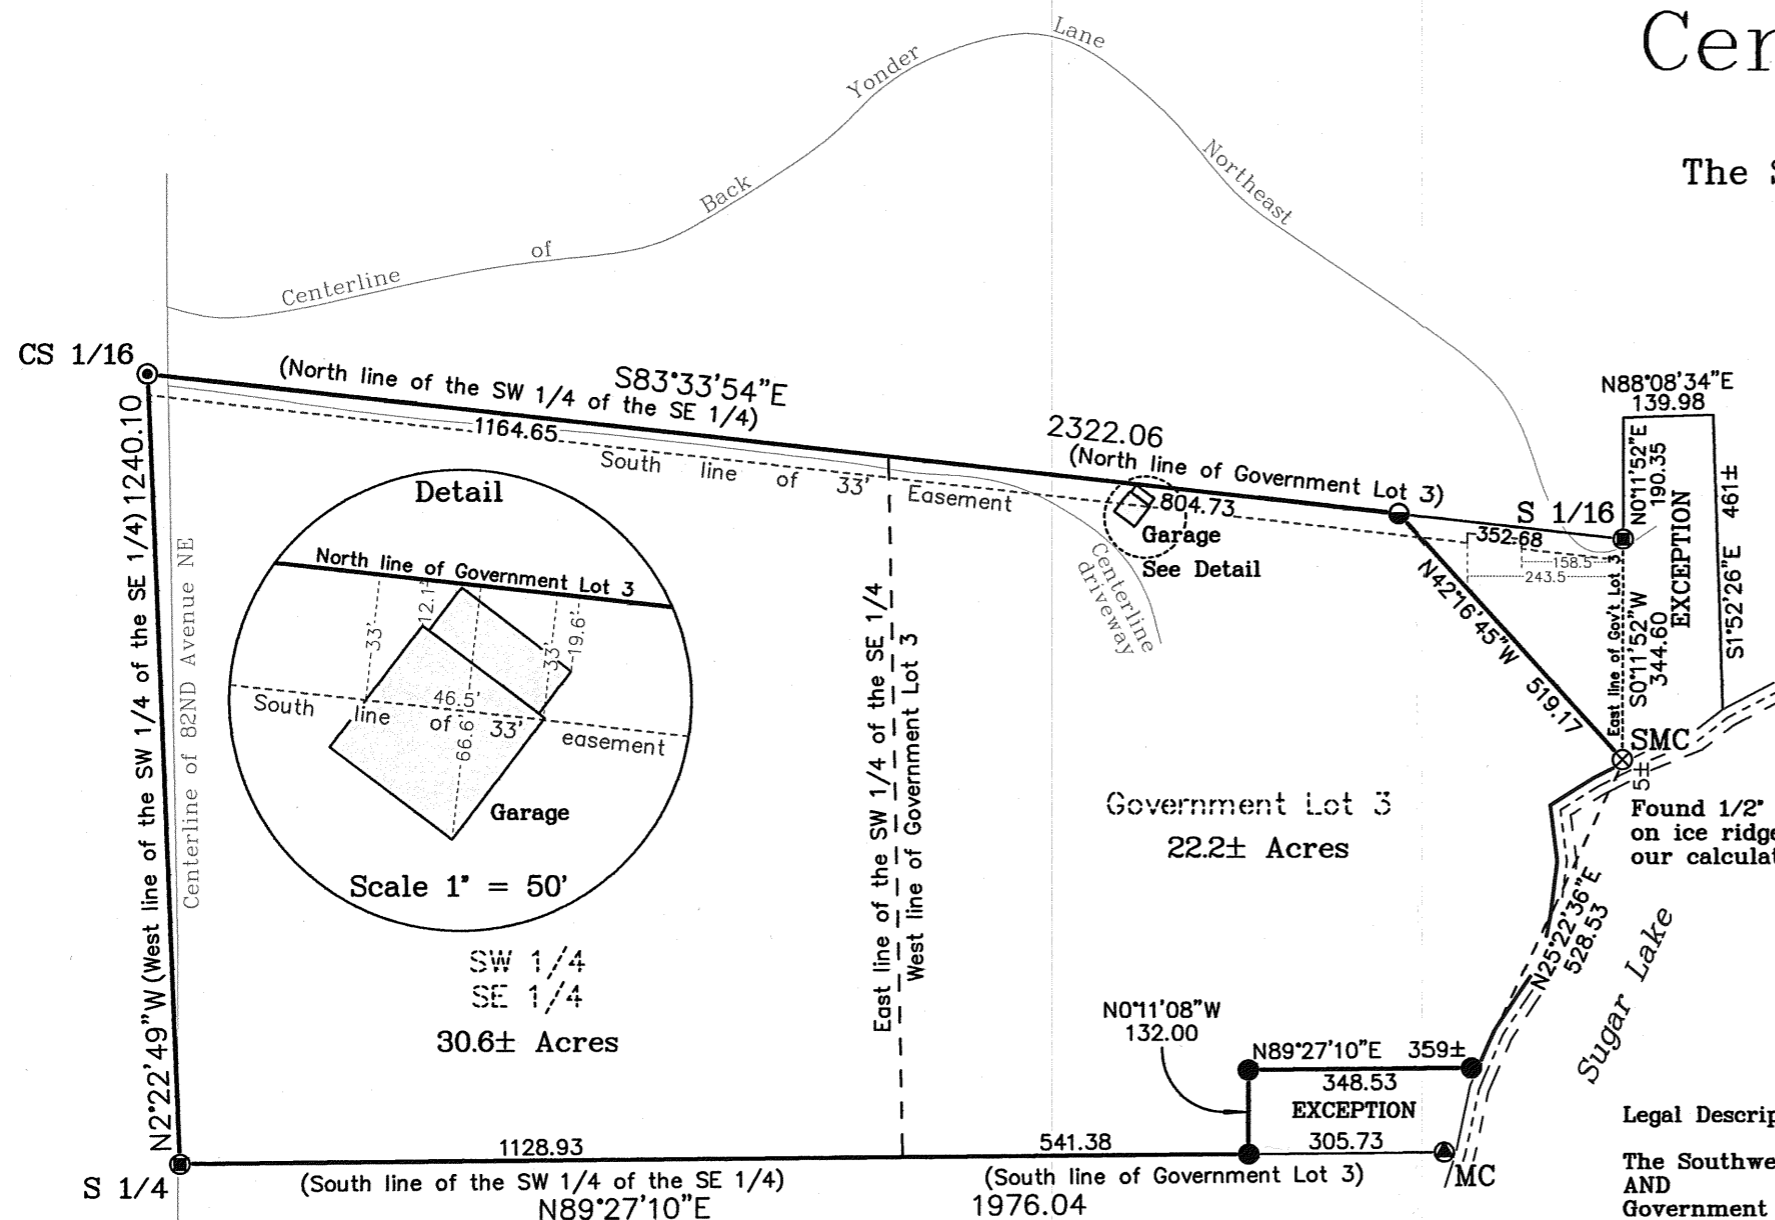 Cer
The S
Centerline of Back Yonder Lane Northeast
CS 1/16
(North line of the SW 1/4 of the SE 1/4)
S83°33'54"E
1164.65
South line of 33' Easement
2322.06
(North line of Government Lot 3)
804.73
Garage
See Detail
Centerline
driveway
S 1/16
352.68
158.5
243.5
N88°08'34"E
139.98
N0°11'52"E
190.35
EXCEPTION
S1°52'26"E 461±
East line of Gov't Lot 3
S0°11'52"W
344.60
N42°16'45"W 519.17
SMC
5±
Found 1/2"
on ice ridge
our calculat
N2°22'49"W (West line of the SW 1/4 of the SE 1/4) 1240.10
Centerline of 82ND Avenue NE
Detail
North line of Government Lot 3
33'
12.1'
33'
19.6'
46.5'
66.6'
South line of 33' easement
Garage
Scale 1" = 50'
SW 1/4
SE 1/4
30.6± Acres
East line of the SW 1/4 of the SE 1/4
West line of Government Lot 3
Government Lot 3
22.2± Acres
N25°22'36"E
528.53
Sugar Lake
N0°11'08"W
132.00
N89°27'10"E 359±
348.53
EXCEPTION
305.73
MC
S 1/4
1128.93
541.38
(South line of the SW 1/4 of the SE 1/4)
(South line of Government Lot 3)
N89°27'10"E
1976.04
Legal Descrip
The Southwe
AND
Government